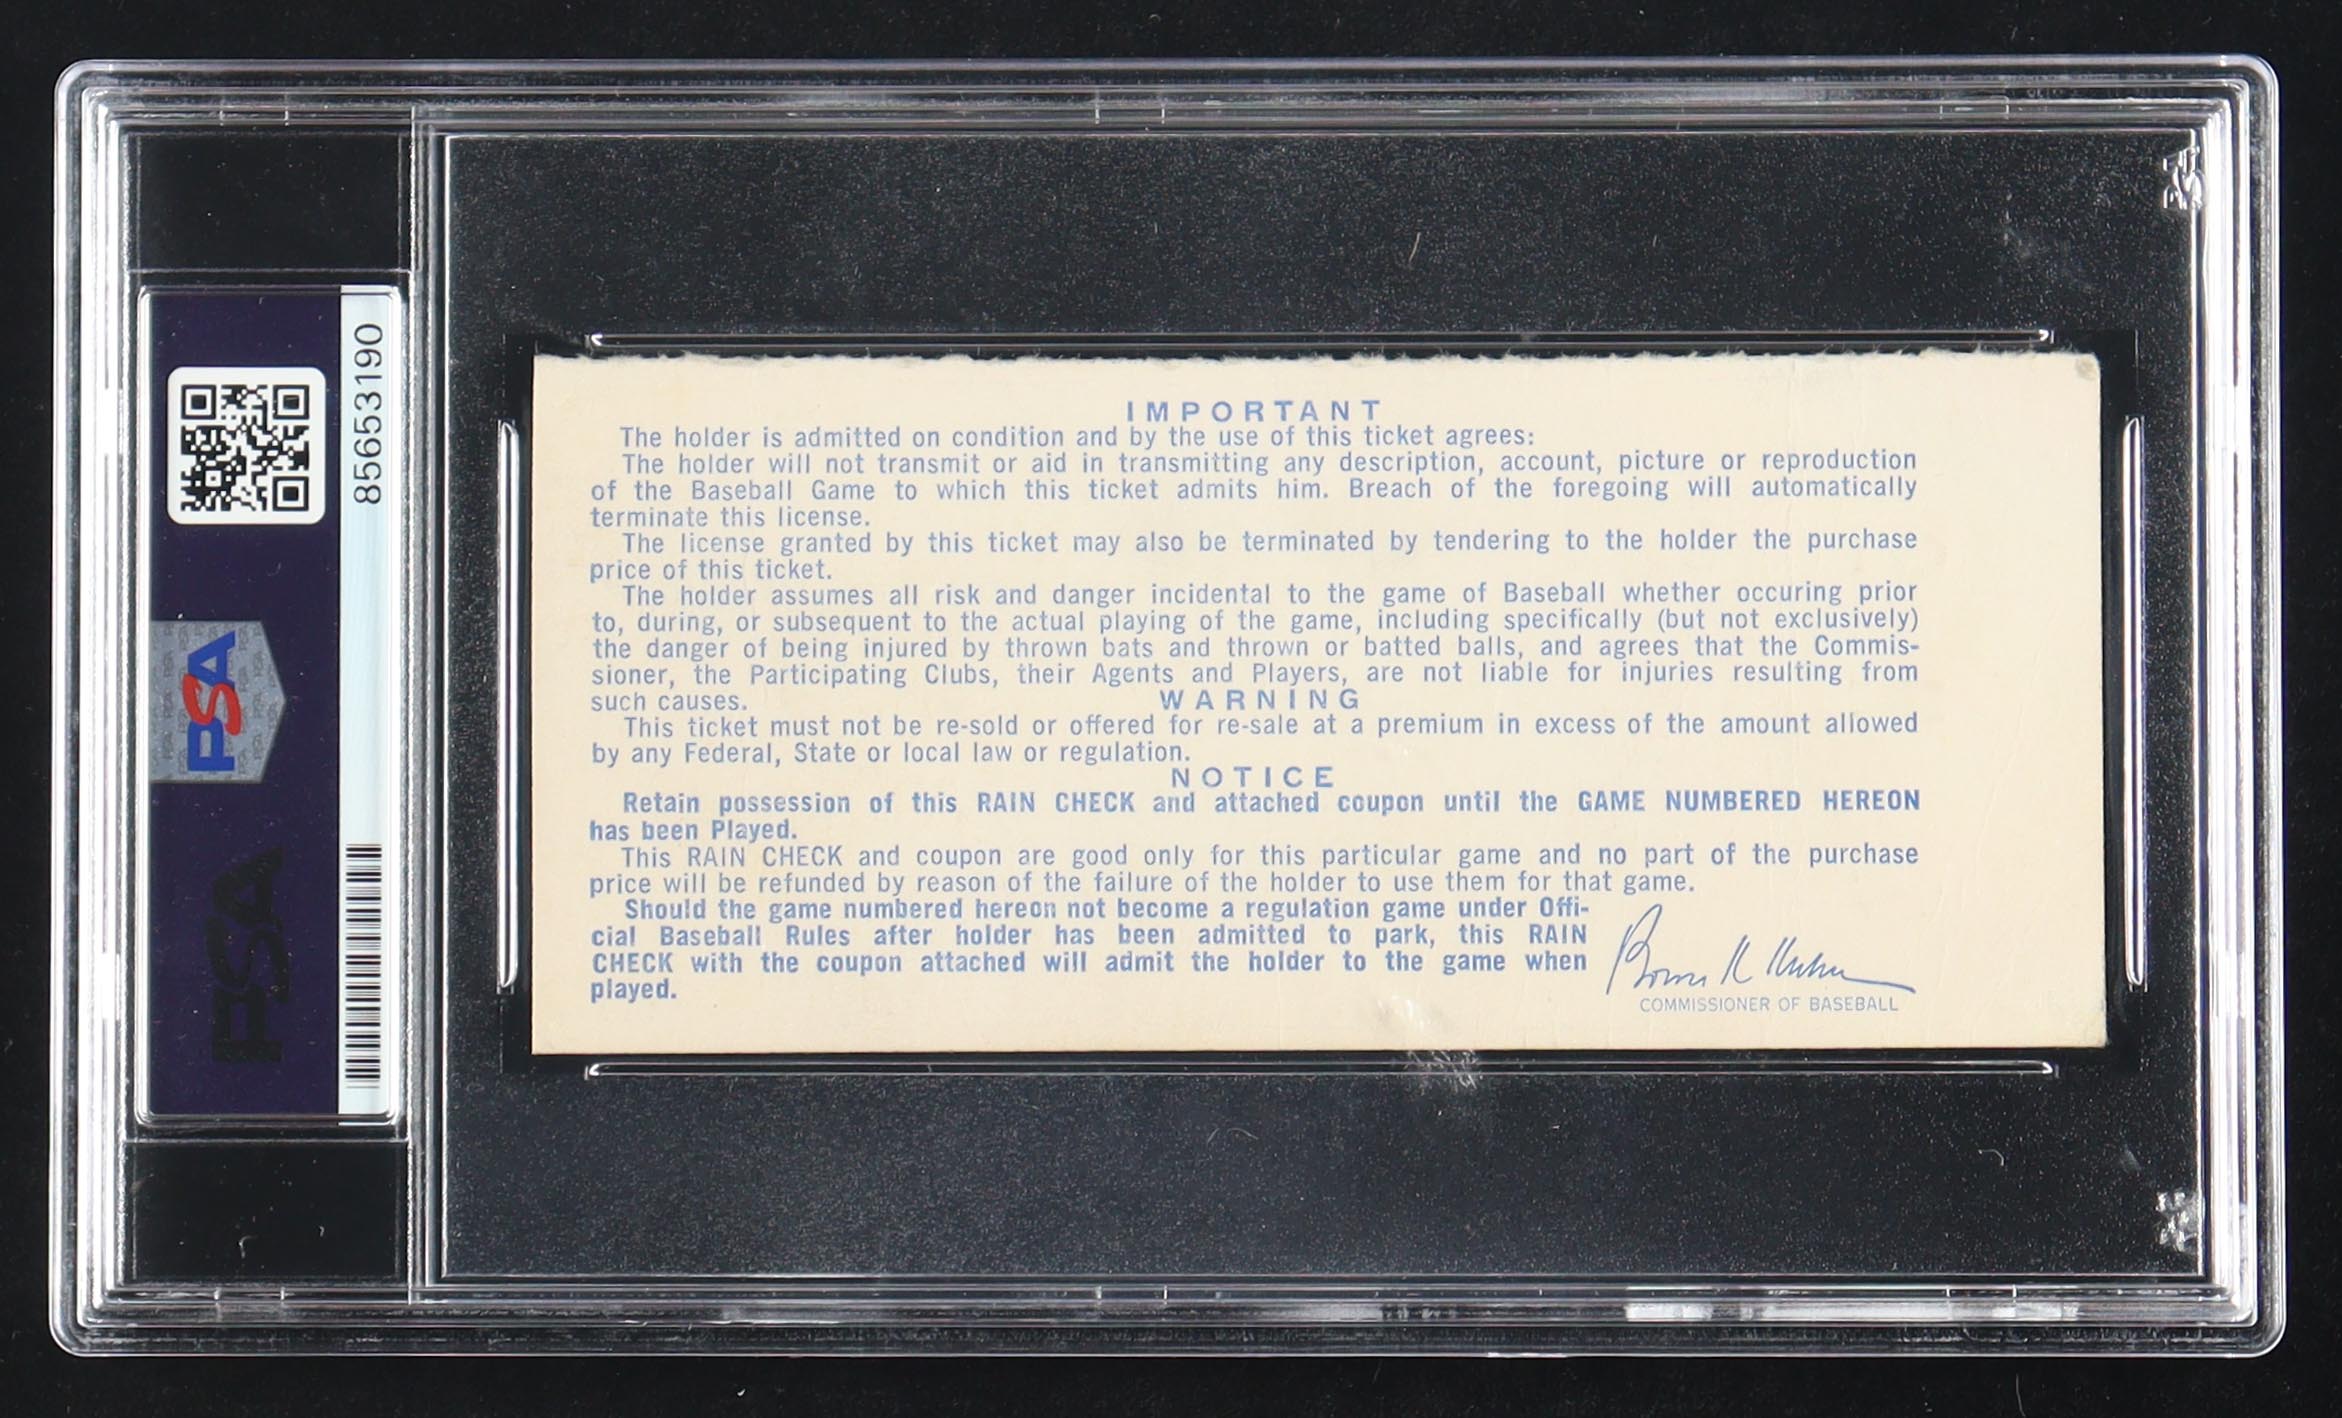 IMPORTANT
The holder is admitted on condition and by the use of this ticket agrees:
The holder will not transmit or aid in transmitting any description, account, picture or reproduction
of the Baseball Game to which this ticket admits him. Breach of the foregoing will automatically
terminate this license.
The license granted by this ticket may also be terminated by tendering to the holder the purchase
price of this ticket.
The holder assumes all risk and danger incidental to the game of Baseball whether occuring prior
to, during, or subsequent to the actual playing of the game, including specifically (but not exclusively)
the danger of being injured by thrown bats and thrown or batted balls, and agrees that the Commis-
sioner, the Participating Clubs, their Agents and Players, are not liable for injuries resulting from
such causes.
WARNING
This ticket must not be re-sold or offered for re-sale at a premium in excess of the amount allowed
by any Federal, State or local law or regulation.
NOTICE
Retain possession of this RAIN CHECK and attached coupon until the GAME NUMBERED HEREON
has been Played.
This RAIN CHECK and coupon are good only for this particular game and no part of the purchase
price will be refunded by reason of the failure of the holder to use them for that game.
Should the game numbered hereon not become a regulation game under Offi-
cial Baseball Rules after holder has been admitted to park, this RAIN
CHECK with the coupon attached will admit the holder to the game when
played.
Bowie K Kuhn
COMMISSIONER OF BASEBALL
85653190
PSA
PSA
PSA